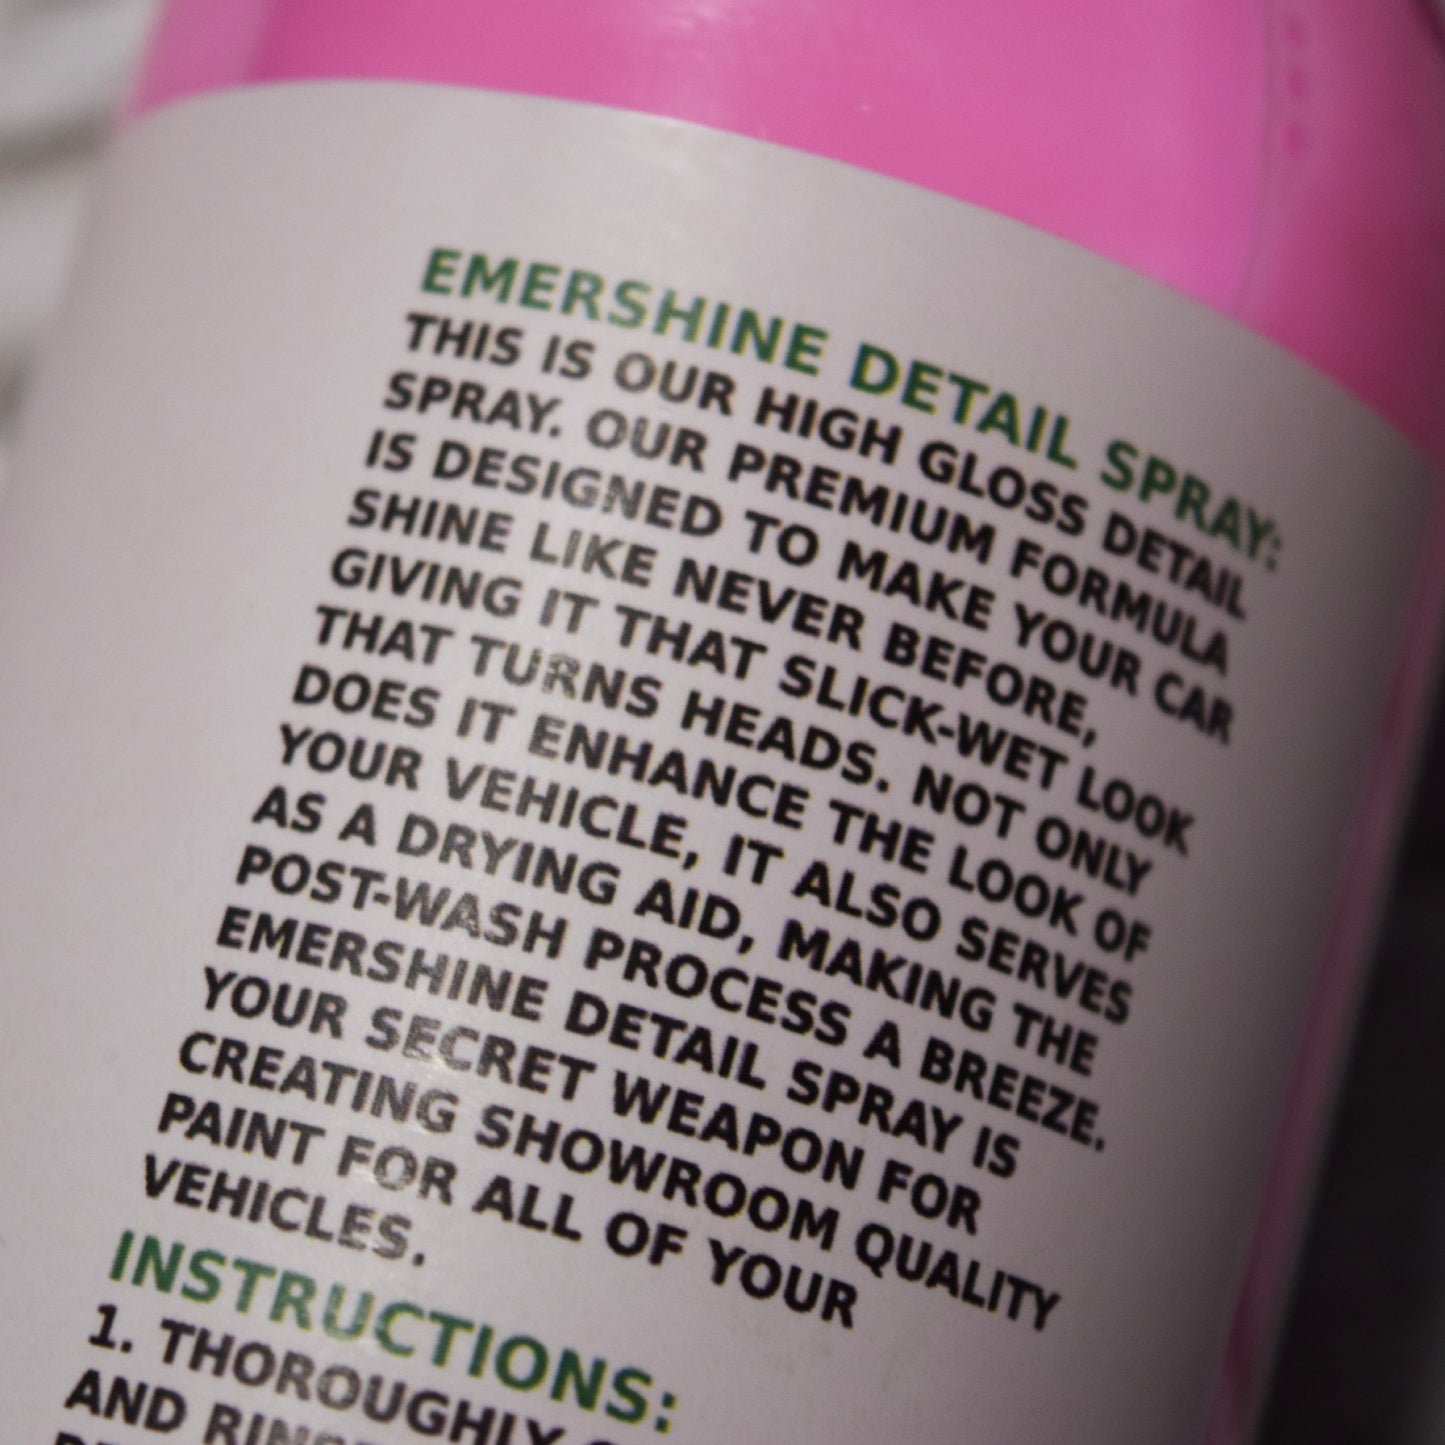 EMERSHINE DETAIL SPRAY:
THIS IS OUR HIGH GLOSS DETAIL
SPRAY. OUR PREMIUM FORMULA
IS DESIGNED TO MAKE YOUR CAR
SHINE LIKE NEVER BEFORE,
GIVING IT THAT SLICK-WET LOOK
THAT TURNS HEADS. NOT ONLY
DOES IT ENHANCE THE LOOK OF
YOUR VEHICLE, IT ALSO SERVES
AS A DRYING AID, MAKING THE
POST-WASH PROCESS A BREEZE.
EMERSHINE DETAIL SPRAY IS
YOUR SECRET WEAPON FOR
CREATING SHOWROOM QUALITY
PAINT FOR ALL OF YOUR
VEHICLES.
INSTRUCTIONS:
1. THOROUGHLY
AND